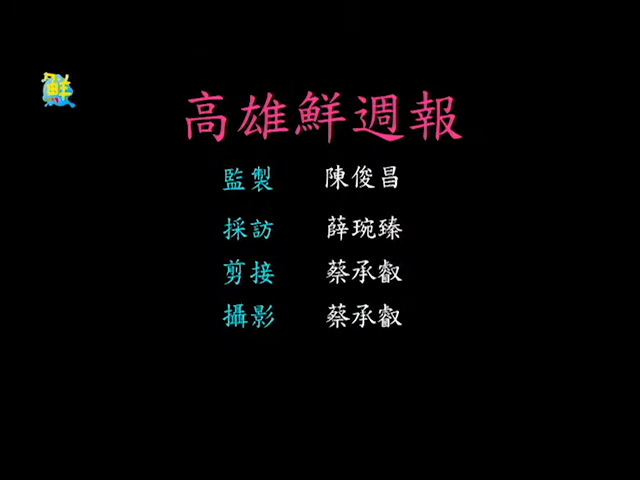 鮮
高雄鮮週報
監製 陳俊昌
採訪 薛琬臻
剪接 蔡承叡
攝影 蔡承叡